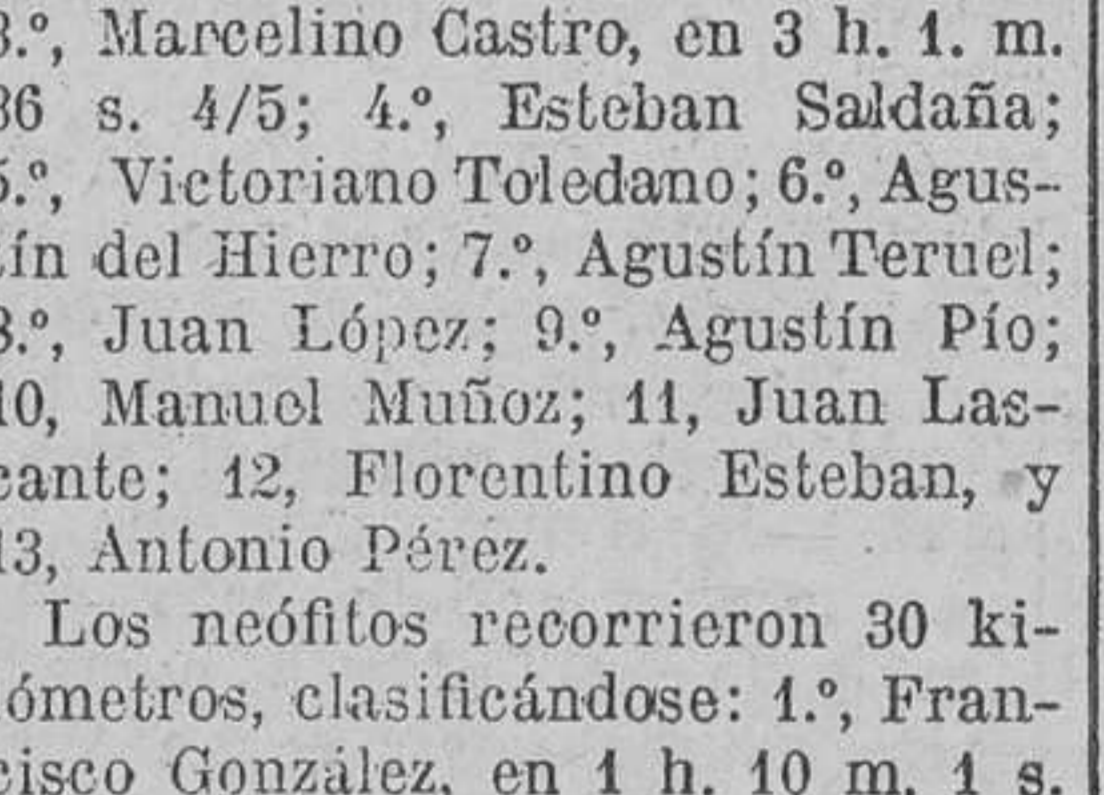 3.º, Marcelino Castro, en 3 h. 1. m.
36 s. 4/5; 4.º, Esteban Saldaña;
5.º, Victoriano Toledano; 6.º, Agus-
tín del Hierro; 7.º, Agustín Teruel;
8.º, Juan López; 9.º, Agustín Pío;
10, Manuel Muñoz; 11, Juan Las-
cante; 12, Florentino Esteban, y
13, Antonio Pérez.
Los neófitos recorrieron 30 ki-
lómetros, clasificándose: 1.º, Fran-
cisco González, en 1 h. 10 m. 1 s.